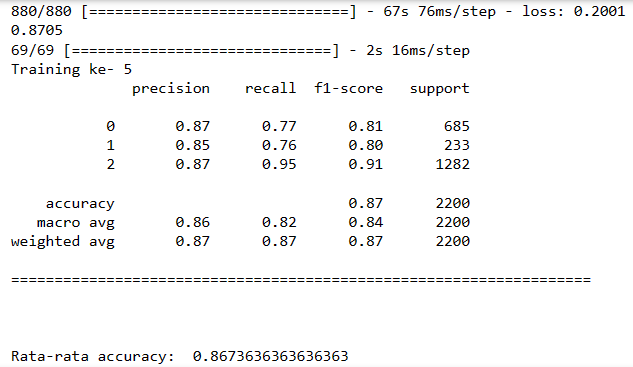 880/880 [==============================] - 67s 76ms/step - loss: 0.2001
0.8705
69/69 [==============================] - 2s 16ms/step
Training ke- 5
precision recall f1-score support
0 0.87 0.77 0.81 685
1 0.85 0.76 0.80 233
2 0.87 0.95 0.91 1282
accuracy 0.87 2200
macro avg 0.86 0.82 0.84 2200
weighted avg 0.87 0.87 0.87 2200
====================================================================
Rata-rata accuracy: 0.8673636363636363